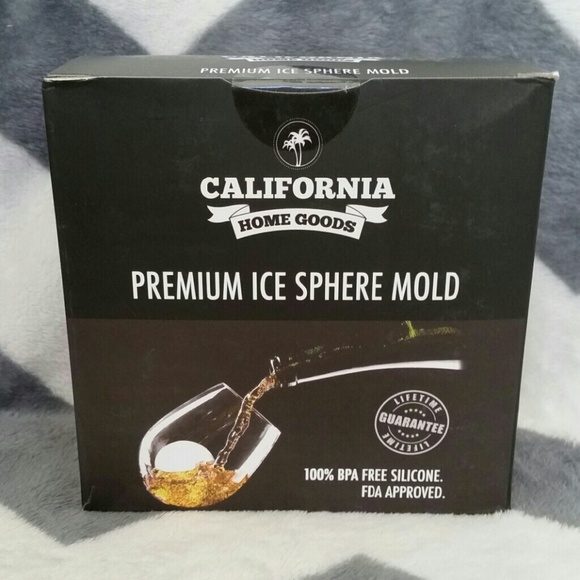 PREMIUM ICE SPHERE MOLD
CALIFORNIA
HOME GOODS
PREMIUM ICE SPHERE MOLD
LIFETIME
GUARANTEE
LIFETIME
100% BPA FREE SILICONE.
FDA APPROVED.